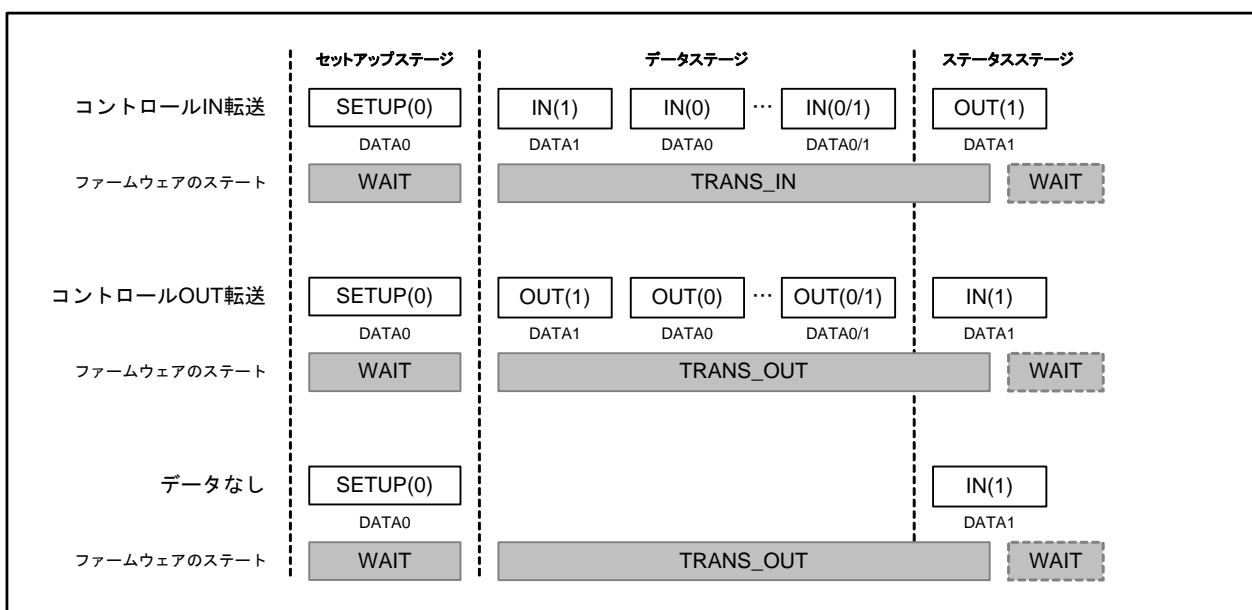 セットアップステージ データステージ ステータスステージ
コントロールIN転送 SETUP(0) IN(1) IN(0) … IN(0/1) OUT(1)
DATA0 DATA1 DATA0 DATA0/1 DATA1
ファームウェアのステート WAIT TRANS_IN WAIT
コントロールOUT転送 SETUP(0) OUT(1) OUT(0) … OUT(0/1) IN(1)
DATA0 DATA1 DATA0 DATA0/1 DATA1
ファームウェアのステート WAIT TRANS_OUT WAIT
データなし SETUP(0) IN(1)
DATA0 DATA1
ファームウェアのステート WAIT TRANS_OUT WAIT